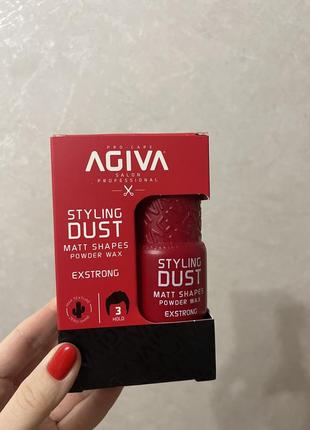 PRO CARE
AGIVA
SALON
PROFESSIONAL
STYLING
DUST
MATT SHAPES
POWDER WAX
EXSTRONG
3
HOLD
STYLING
DUST
MATT SHAPES
POWDER WAX
EXSTRONG